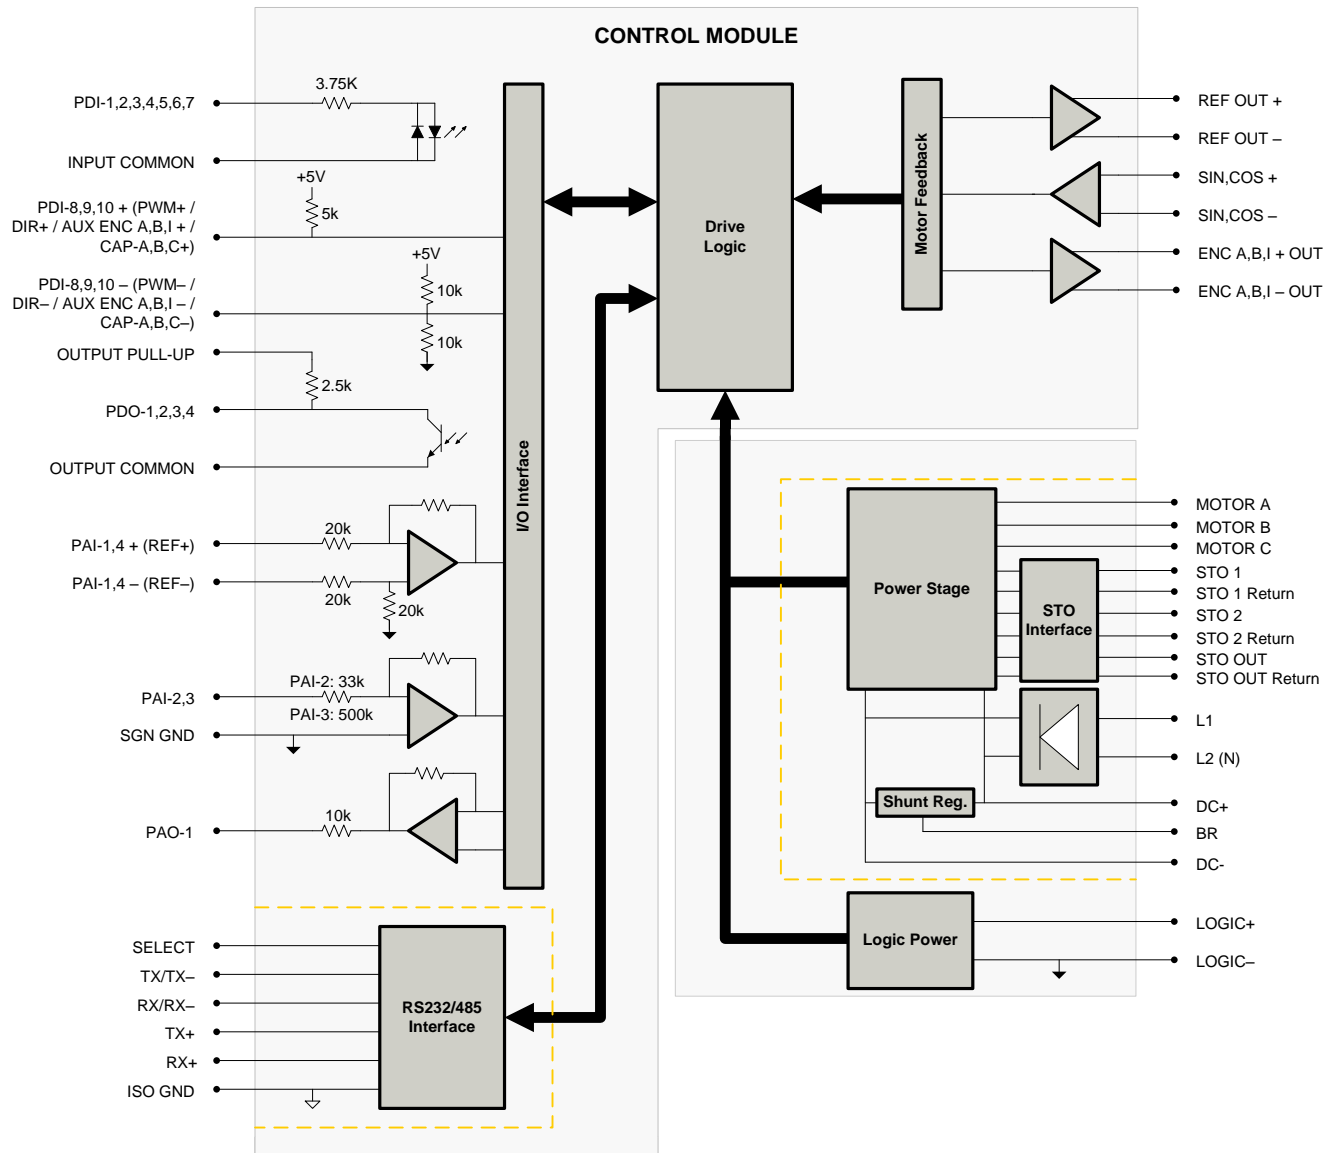 CONTROL MODULE
PDI-1,2,3,4,5,6,7
3.75K
INPUT COMMON
+5V
5k
PDI-8,9,10 + (PWM+ /
DIR+ / AUX ENC A,B,I + /
CAP-A,B,C+)
+5V
10k
10k
PDI-8,9,10 – (PWM– /
DIR– / AUX ENC A,B,I – /
CAP-A,B,C–)
OUTPUT PULL-UP
2.5k
PDO-1,2,3,4
OUTPUT COMMON
PAI-1,4 + (REF+)
20k
PAI-1,4 – (REF–)
20k
20k
PAI-2,3
PAI-2: 33k
PAI-3: 500k
SGN GND
PAO-1
10k
I/O Interface
SELECT
TX/TX–
RX/RX–
TX+
RX+
ISO GND
RS232/485
Interface
Drive
Logic
Motor Feedback
REF OUT +
REF OUT –
SIN,COS +
SIN,COS –
ENC A,B,I + OUT
ENC A,B,I – OUT
Power Stage
MOTOR A
MOTOR B
MOTOR C
STO
Interface
STO 1
STO 1 Return
STO 2
STO 2 Return
STO OUT
STO OUT Return
L1
L2 (N)
Shunt Reg.
DC+
BR
DC-
Logic Power
LOGIC+
LOGIC–